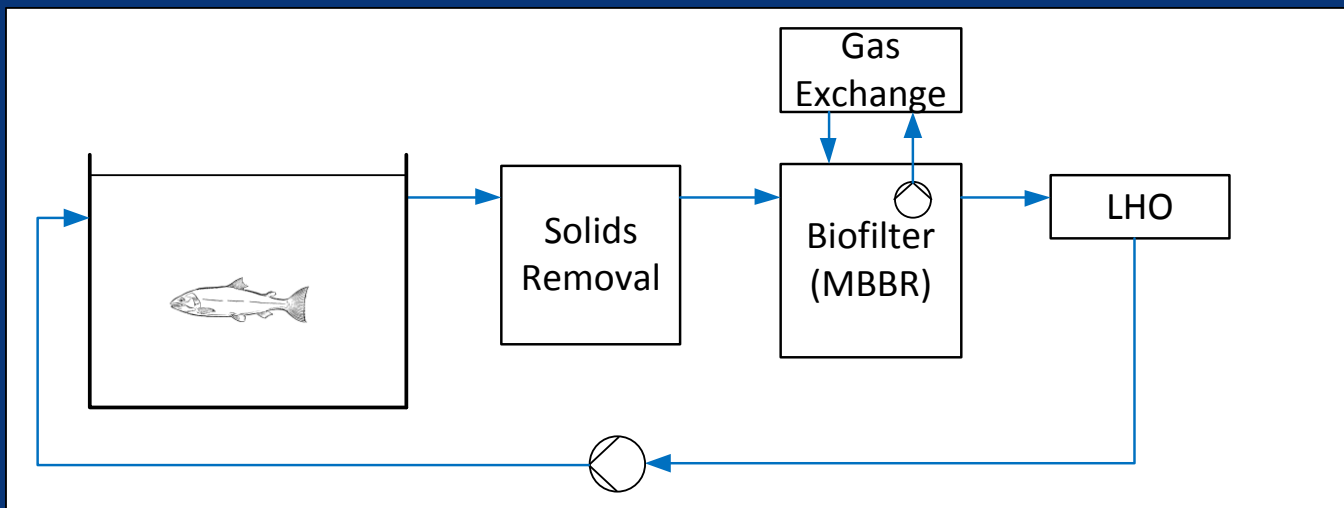 Gas
Exchange
Solids
Removal
Biofilter
(MBBR)
LHO